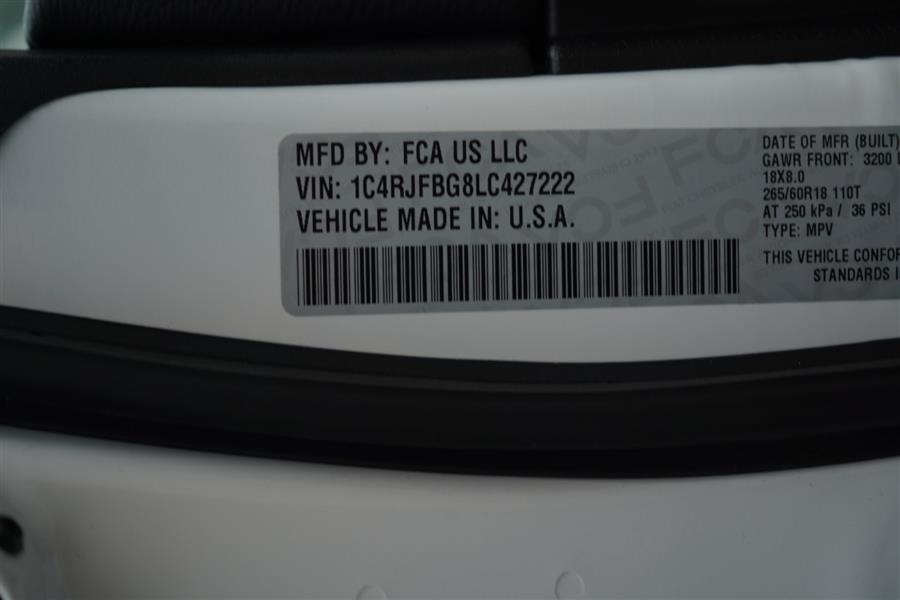 MFD BY: FCA US LLC
VIN: 1C4RJFBG8LC427222
VEHICLE MADE IN: U.S.A.
DATE OF MFR (BUILT)
GAWR FRONT: 3200
18X8.0
265/60R18 110T
AT 250 kPa / 36 PSI
TYPE: MPV
THIS VEHICLE CONFOR
STANDARDS I